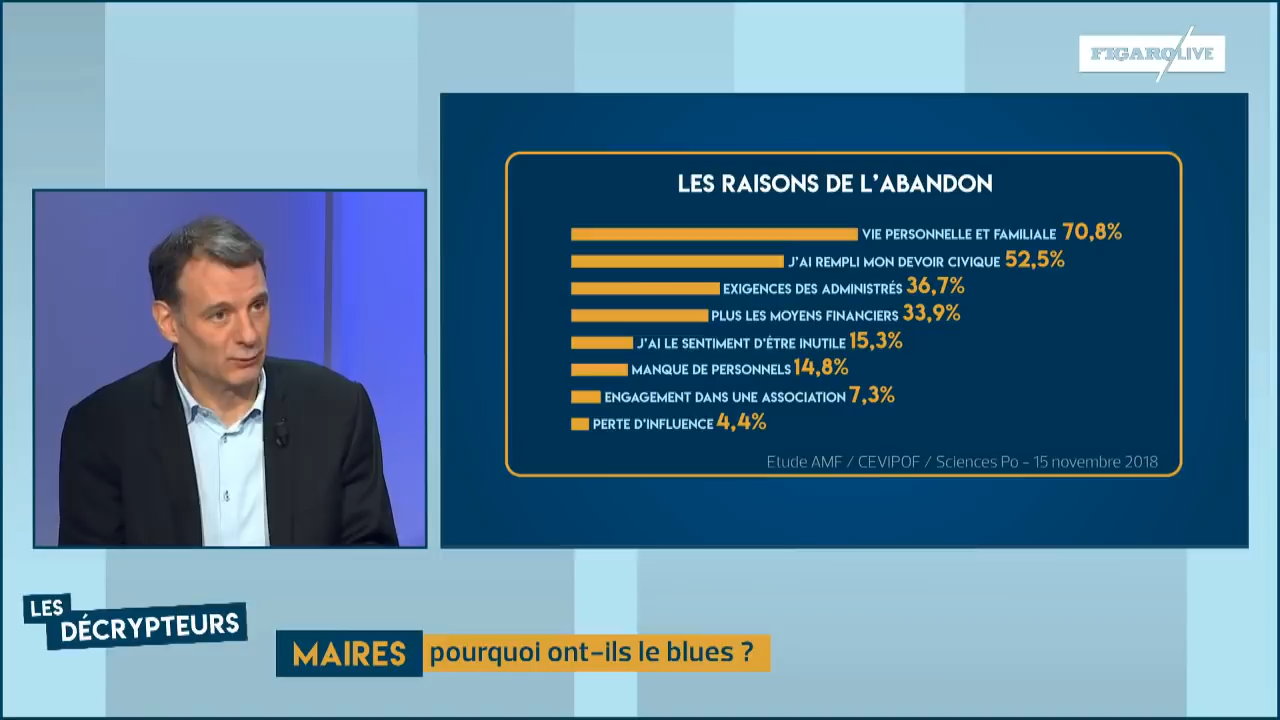 FIGARO LIVE
LES RAISONS DE L'ABANDON
VIE PERSONNELLE ET FAMILIALE 70,8%
J'AI REMPLI MON DEVOIR CIVIQUE 52,5%
EXIGENCES DES ADMINISTRÉS 36,7%
PLUS LES MOYENS FINANCIERS 33,9%
J'AI LE SENTIMENT D'ÊTRE INUTILE 15,3%
MANQUE DE PERSONNELS 14,8%
ENGAGEMENT DANS UNE ASSOCIATION 7,3%
PERTE D'INFLUENCE 4,4%
Etude AMF / CEVIPOF / Sciences Po - 15 novembre 2018
LES
DÉCRYPTEURS
MAIRES pourquoi ont-ils le blues ?